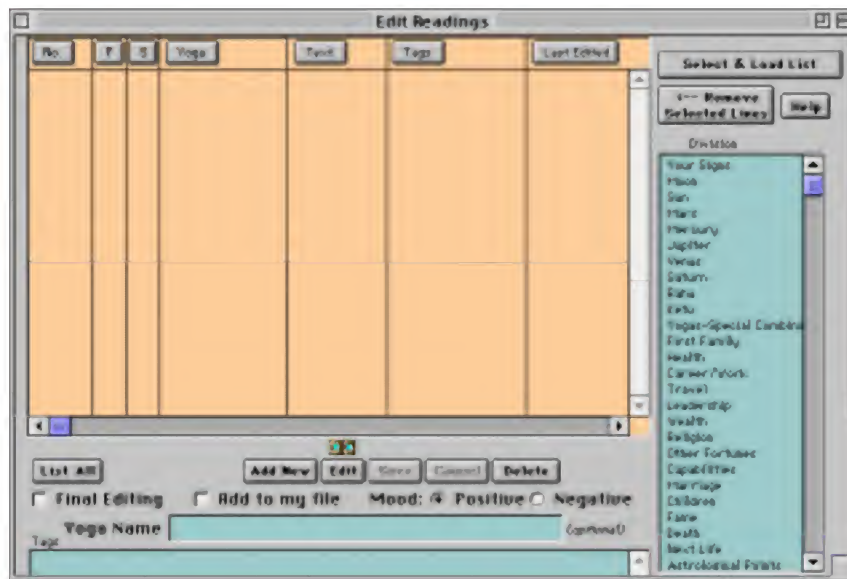 Edit Readings
No. P S Yoga Text Tags Last Edited
Select & Load List
<-- Remove
Selected Lines
Help
Division
Your Signs
Moon
Sun
Mars
Mercury
Jupiter
Venus
Saturn
Rahu
Ketu
Yogas-Special Combina
First Family
Health
Career/Work
Travel
Leadership
Wealth
Religion
Other Fortunes
Capabilities
Marriage
Children
Fame
Death
Next Life
Astrological Points
List All Add New Edit Save Cancel Delete
Final Editing Add to my file Mood: Positive Negative
Yoga Name (optional)
Tags